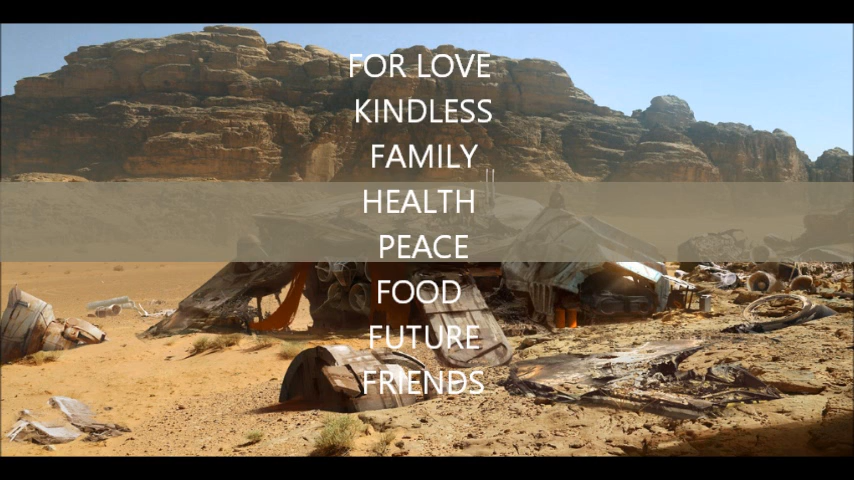 FOR LOVE
KINDLESS
FAMILY
HEALTH
PEACE
FOOD
FUTURE
FRIENDS